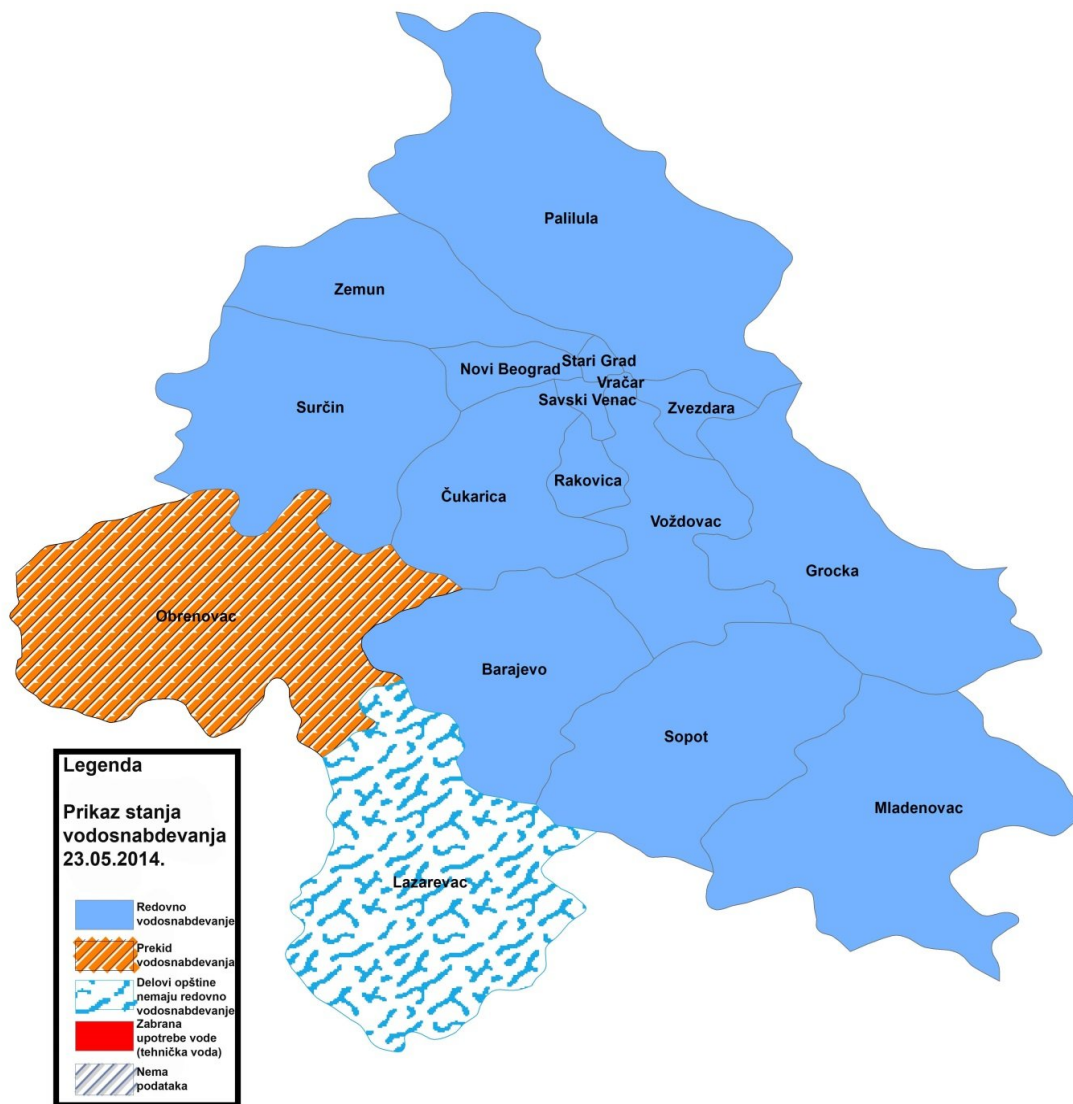 Palilula
Zemun
Stari Grad
Novi Beograd
Vračar
Savski Venac
Zvezdara
Surčin
Rakovica
Čukarica
Voždovac
Grocka
Obrenovac
Barajevo
Sopot
Mladenovac
Lazarevac
Legenda
Prikaz stanja
vodosnabdevanja
23.05.2014.
Redovno
vodosnabdevanje
Prekid
vodosnabdevanja
Delovi opštine
nemaju redovno
vodosnabdevanje
Zabrana
upotrebe vode
(tehnička voda)
Nema
podataka